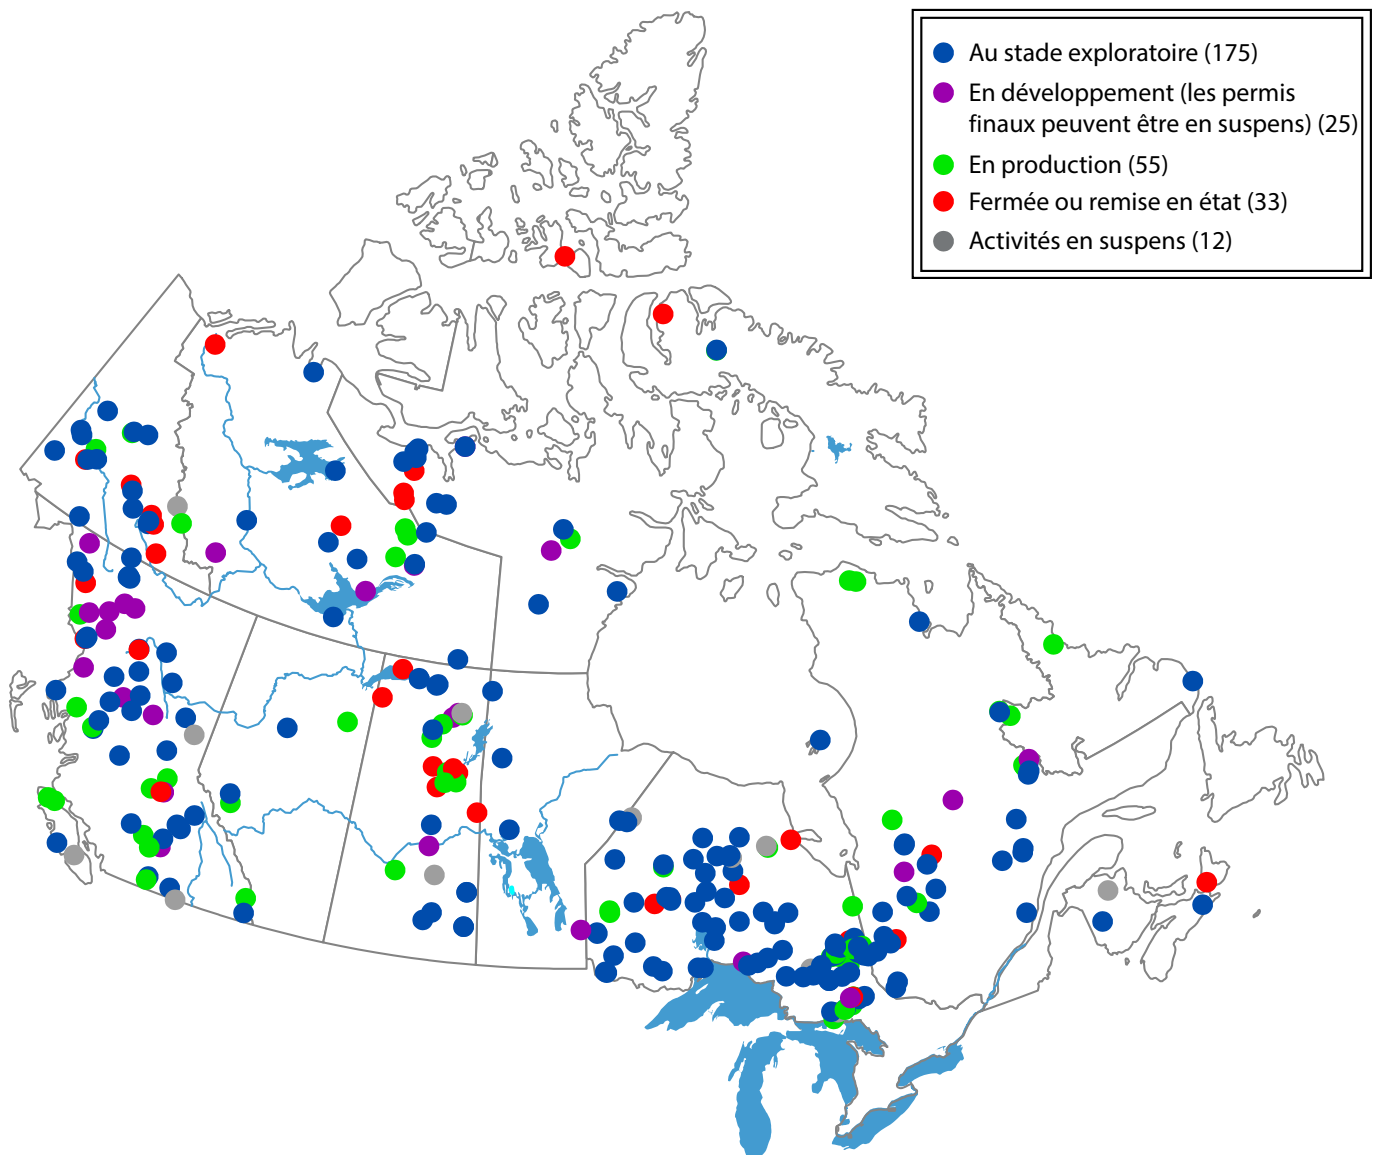 Au stade exploratoire (175)
En développement (les permis
finaux peuvent être en suspens) (25)
En production (55)
Fermée ou remise en état (33)
Activités en suspens (12)